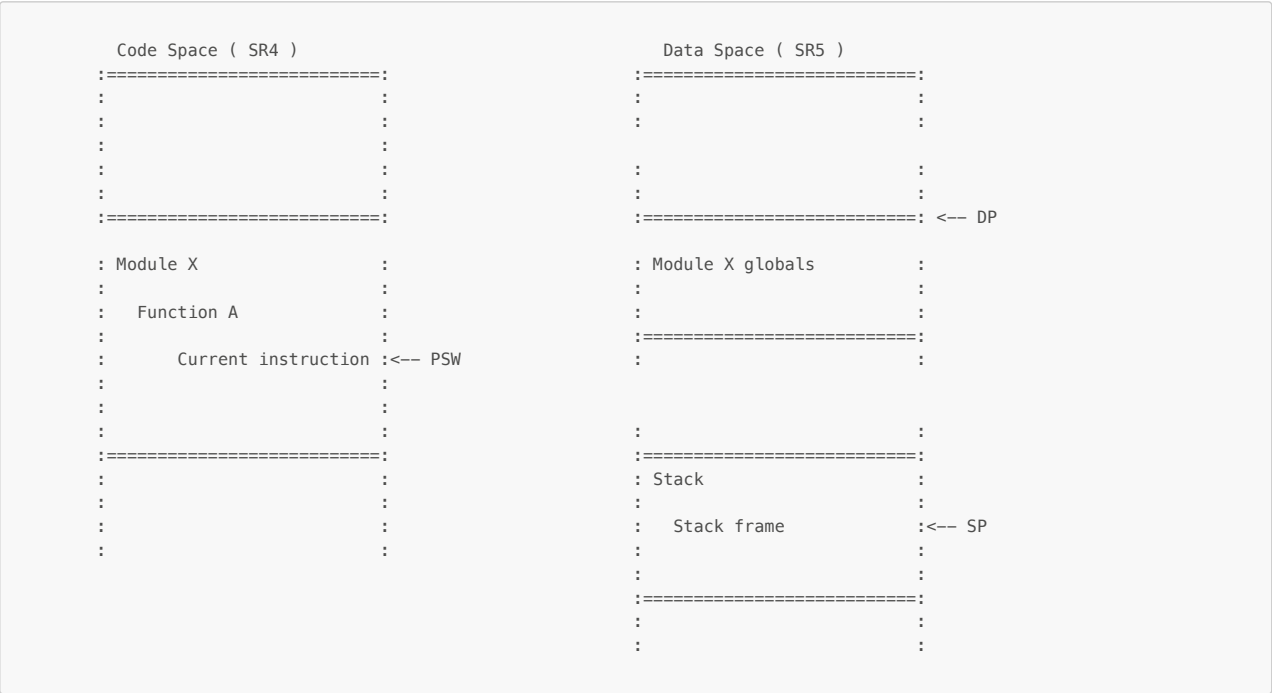 Code Space ( SR4 )                                   Data Space ( SR5 )
:===========================:                        :===========================:
:                           :                        :                           :
:                           :                        :                           :
:                           :
:                           :                        :                           :
:                           :                        :                           :
:===========================:                        :===========================: <-- DP
: Module X                  :                        : Module X globals          :
:                           :                        :                           :
:   Function A              :                        :                           :
:                           :                        :===========================:
:       Current instruction :<-- PSW                 :                           :
:                           :
:                           :
:                           :                        :                           :
:===========================:                        :===========================:
:                           :                        : Stack                     :
:                           :                        :                           :
:                           :                        :   Stack frame             :<-- SP
:                           :                        :                           :
                                                     :                           :
                                                     :===========================:
                                                     :                           :
                                                     :                           :